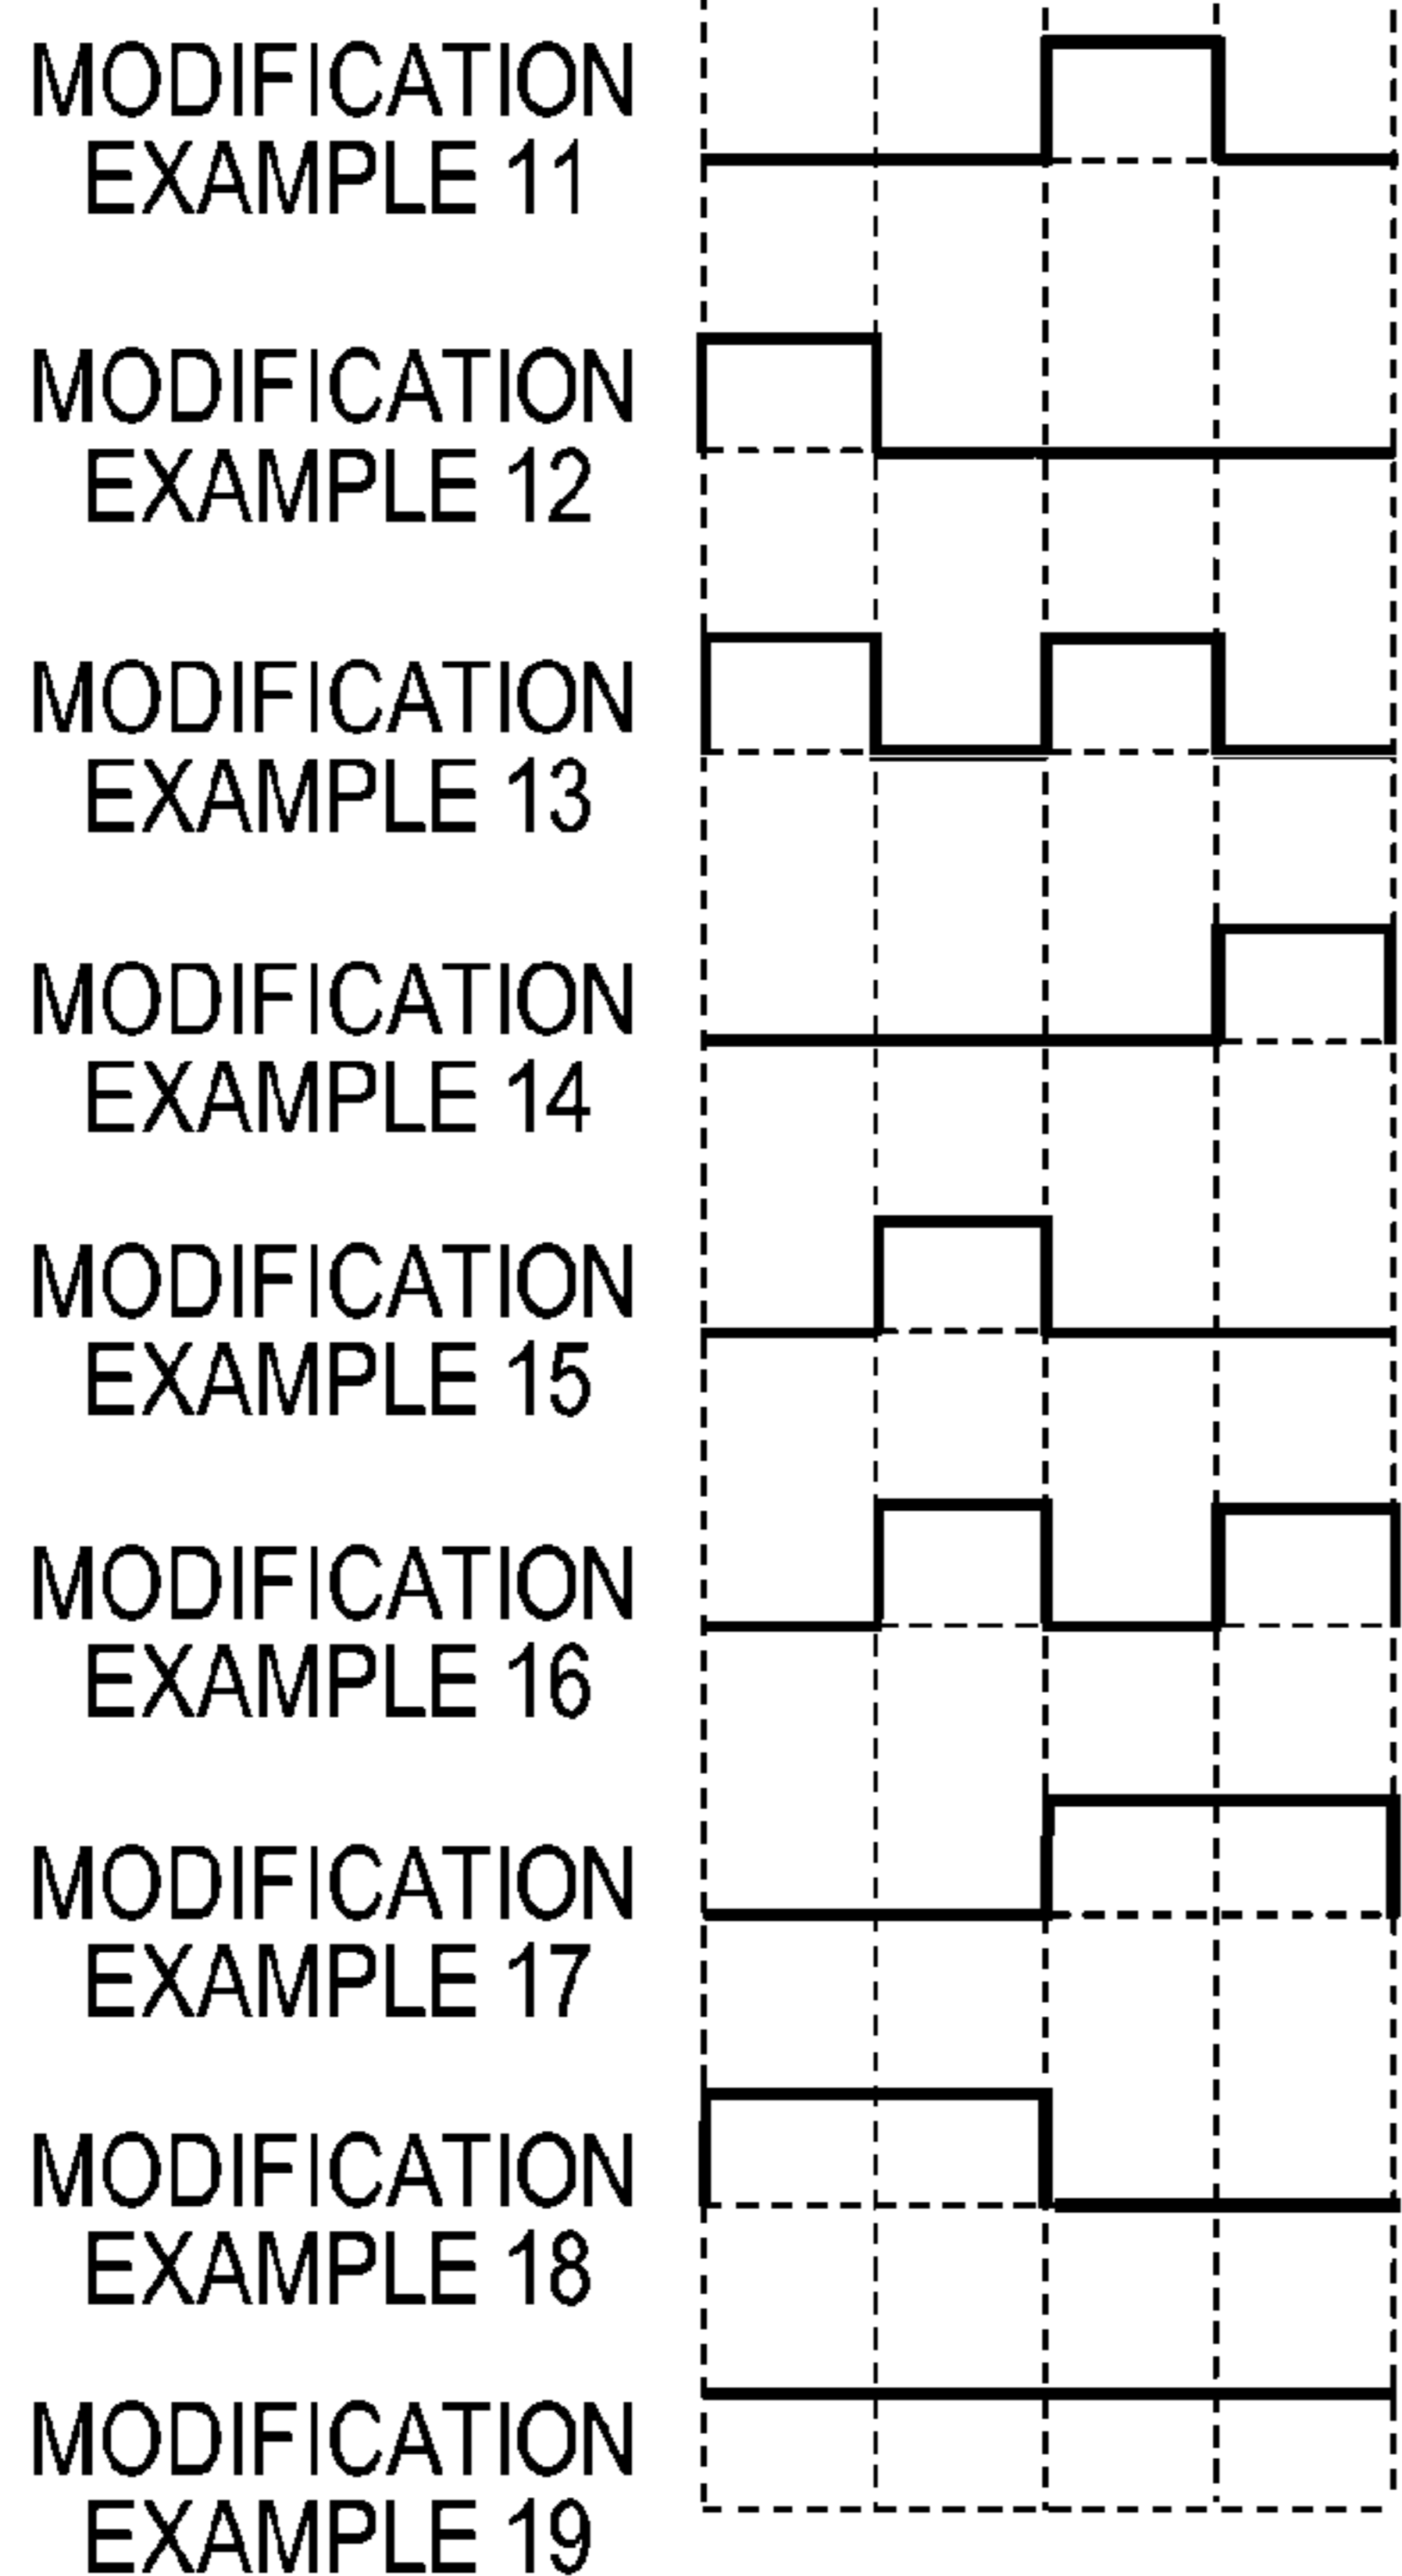 MODIFICATION
EXAMPLE 11
MODIFICATION
EXAMPLE 12
MODIFICATION
EXAMPLE 13
MODIFICATION
EXAMPLE 14
MODIFICATION
EXAMPLE 15
MODIFICATION
EXAMPLE 16
MODIFICATION
EXAMPLE 17
MODIFICATION
EXAMPLE 18
MODIFICATION
EXAMPLE 19